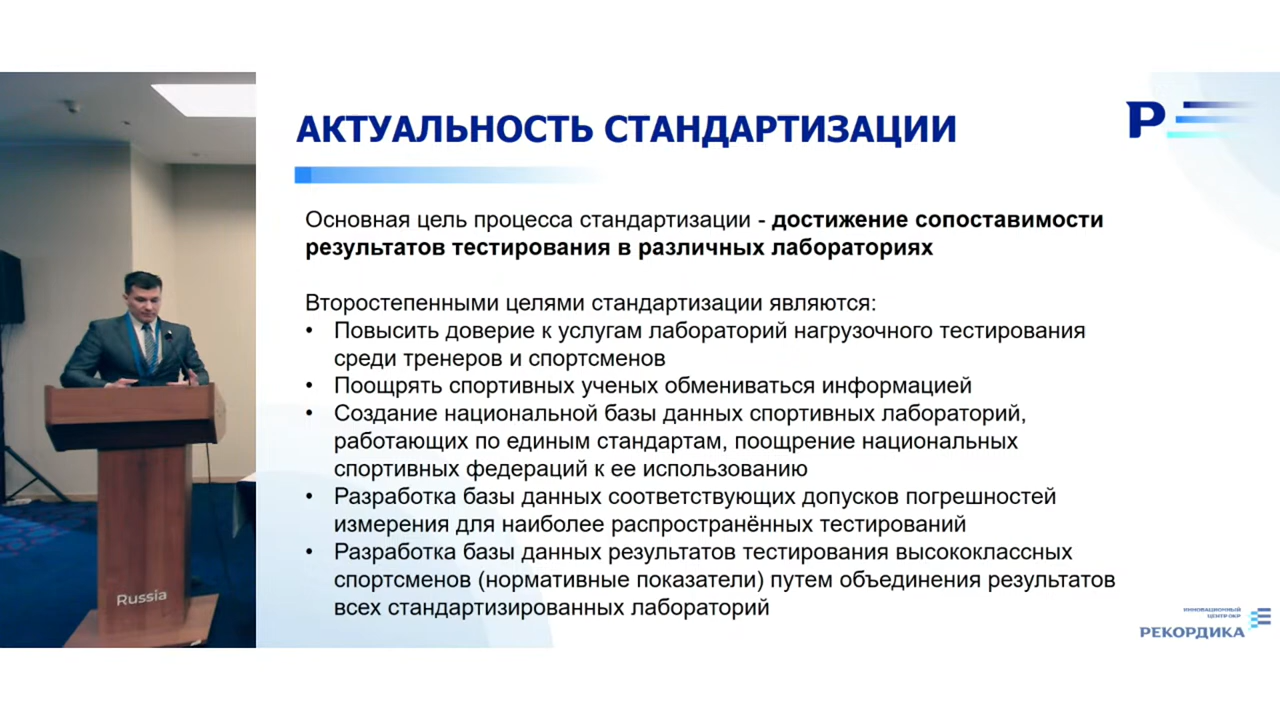 АКТУАЛЬНОСТЬ СТАНДАРТИЗАЦИИ
Р
Основная цель процесса стандартизации - достижение сопоставимости
результатов тестирования в различных лабораториях
Второстепенными целями стандартизации являются:
• Повысить доверие к услугам лабораторий нагрузочного тестирования
среди тренеров и спортсменов
• Поощрять спортивных ученых обмениваться информацией
• Создание национальной базы данных спортивных лабораторий,
работающих по единым стандартам, поощрение национальных
спортивных федераций к ее использованию
• Разработка базы данных соответствующих допусков погрешностей
измерения для наиболее распространённых тестирований
• Разработка базы данных результатов тестирования высококлассных
спортсменов (нормативные показатели) путем объединения результатов
всех стандартизированных лабораторий
Russia
ИННОВАЦИОННЫЙ
ЦЕНТР ОКР
РЕКОРДИКА